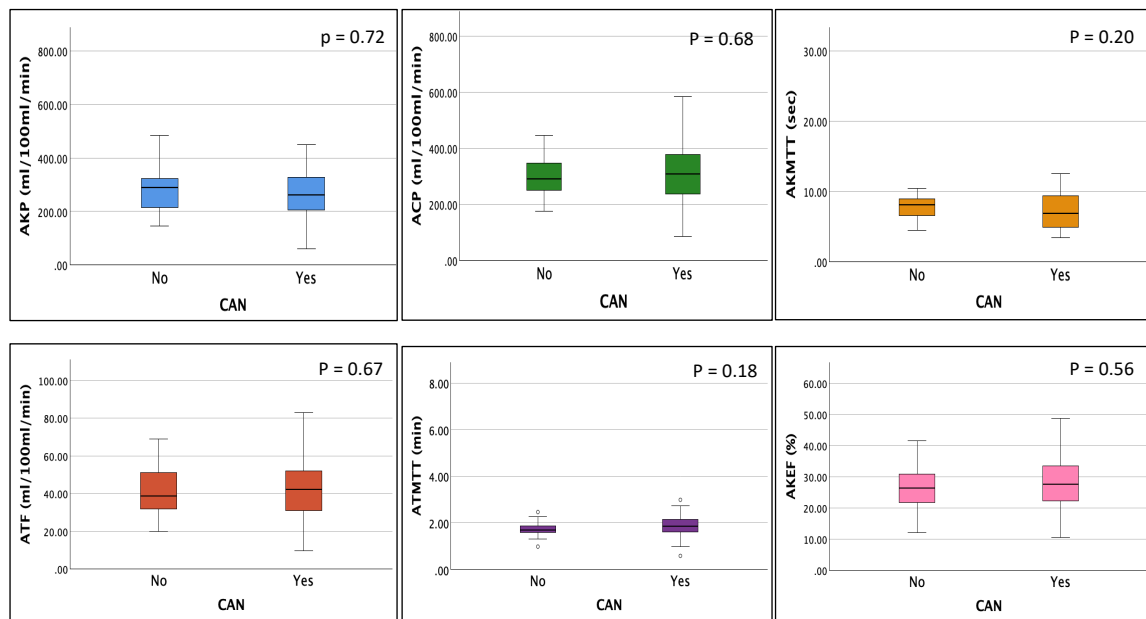 p = 0.72
AKP (ml/100ml/min)
800.00
600.00
400.00
200.00
.00
No
Yes
CAN
P = 0.68
ACP (ml/100ml/min)
800.00
600.00
400.00
200.00
.00
No
Yes
CAN
P = 0.20
AKMTT (sec)
30.00
20.00
10.00
.00
No
Yes
CAN
P = 0.67
ATF (ml/100ml/min)
100.00
80.00
60.00
40.00
20.00
.00
No
Yes
CAN
P = 0.18
ATMTT (min)
8.00
6.00
4.00
2.00
.00
No
Yes
CAN
P = 0.56
AKEF (%)
60.00
50.00
40.00
30.00
20.00
10.00
.00
No
Yes
CAN